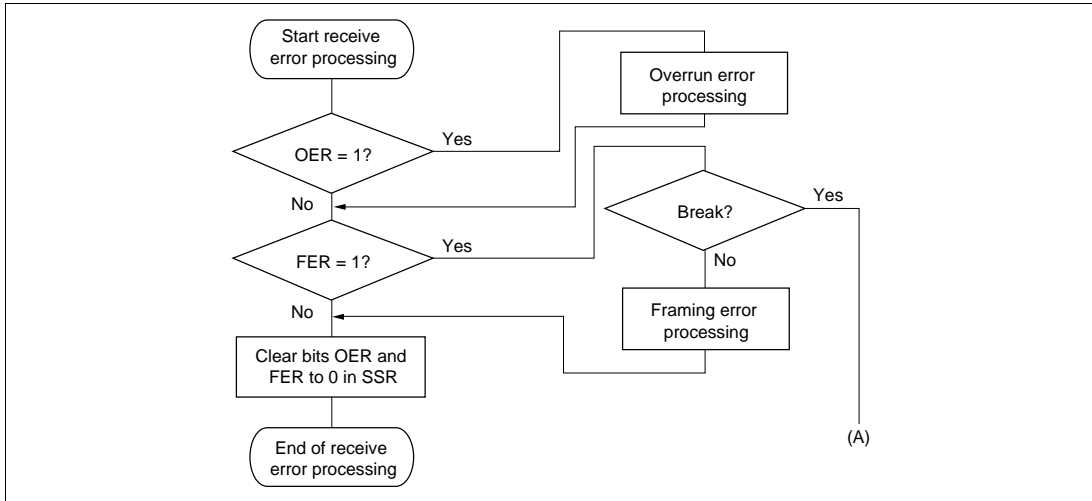 Start receive
error processing
Overrun error
processing
Yes
OER = 1?
Yes
No
Break?
Yes
FER = 1?
No
No
Framing error
processing
Clear bits OER and
FER to 0 in SSR
(A)
End of receive
error processing